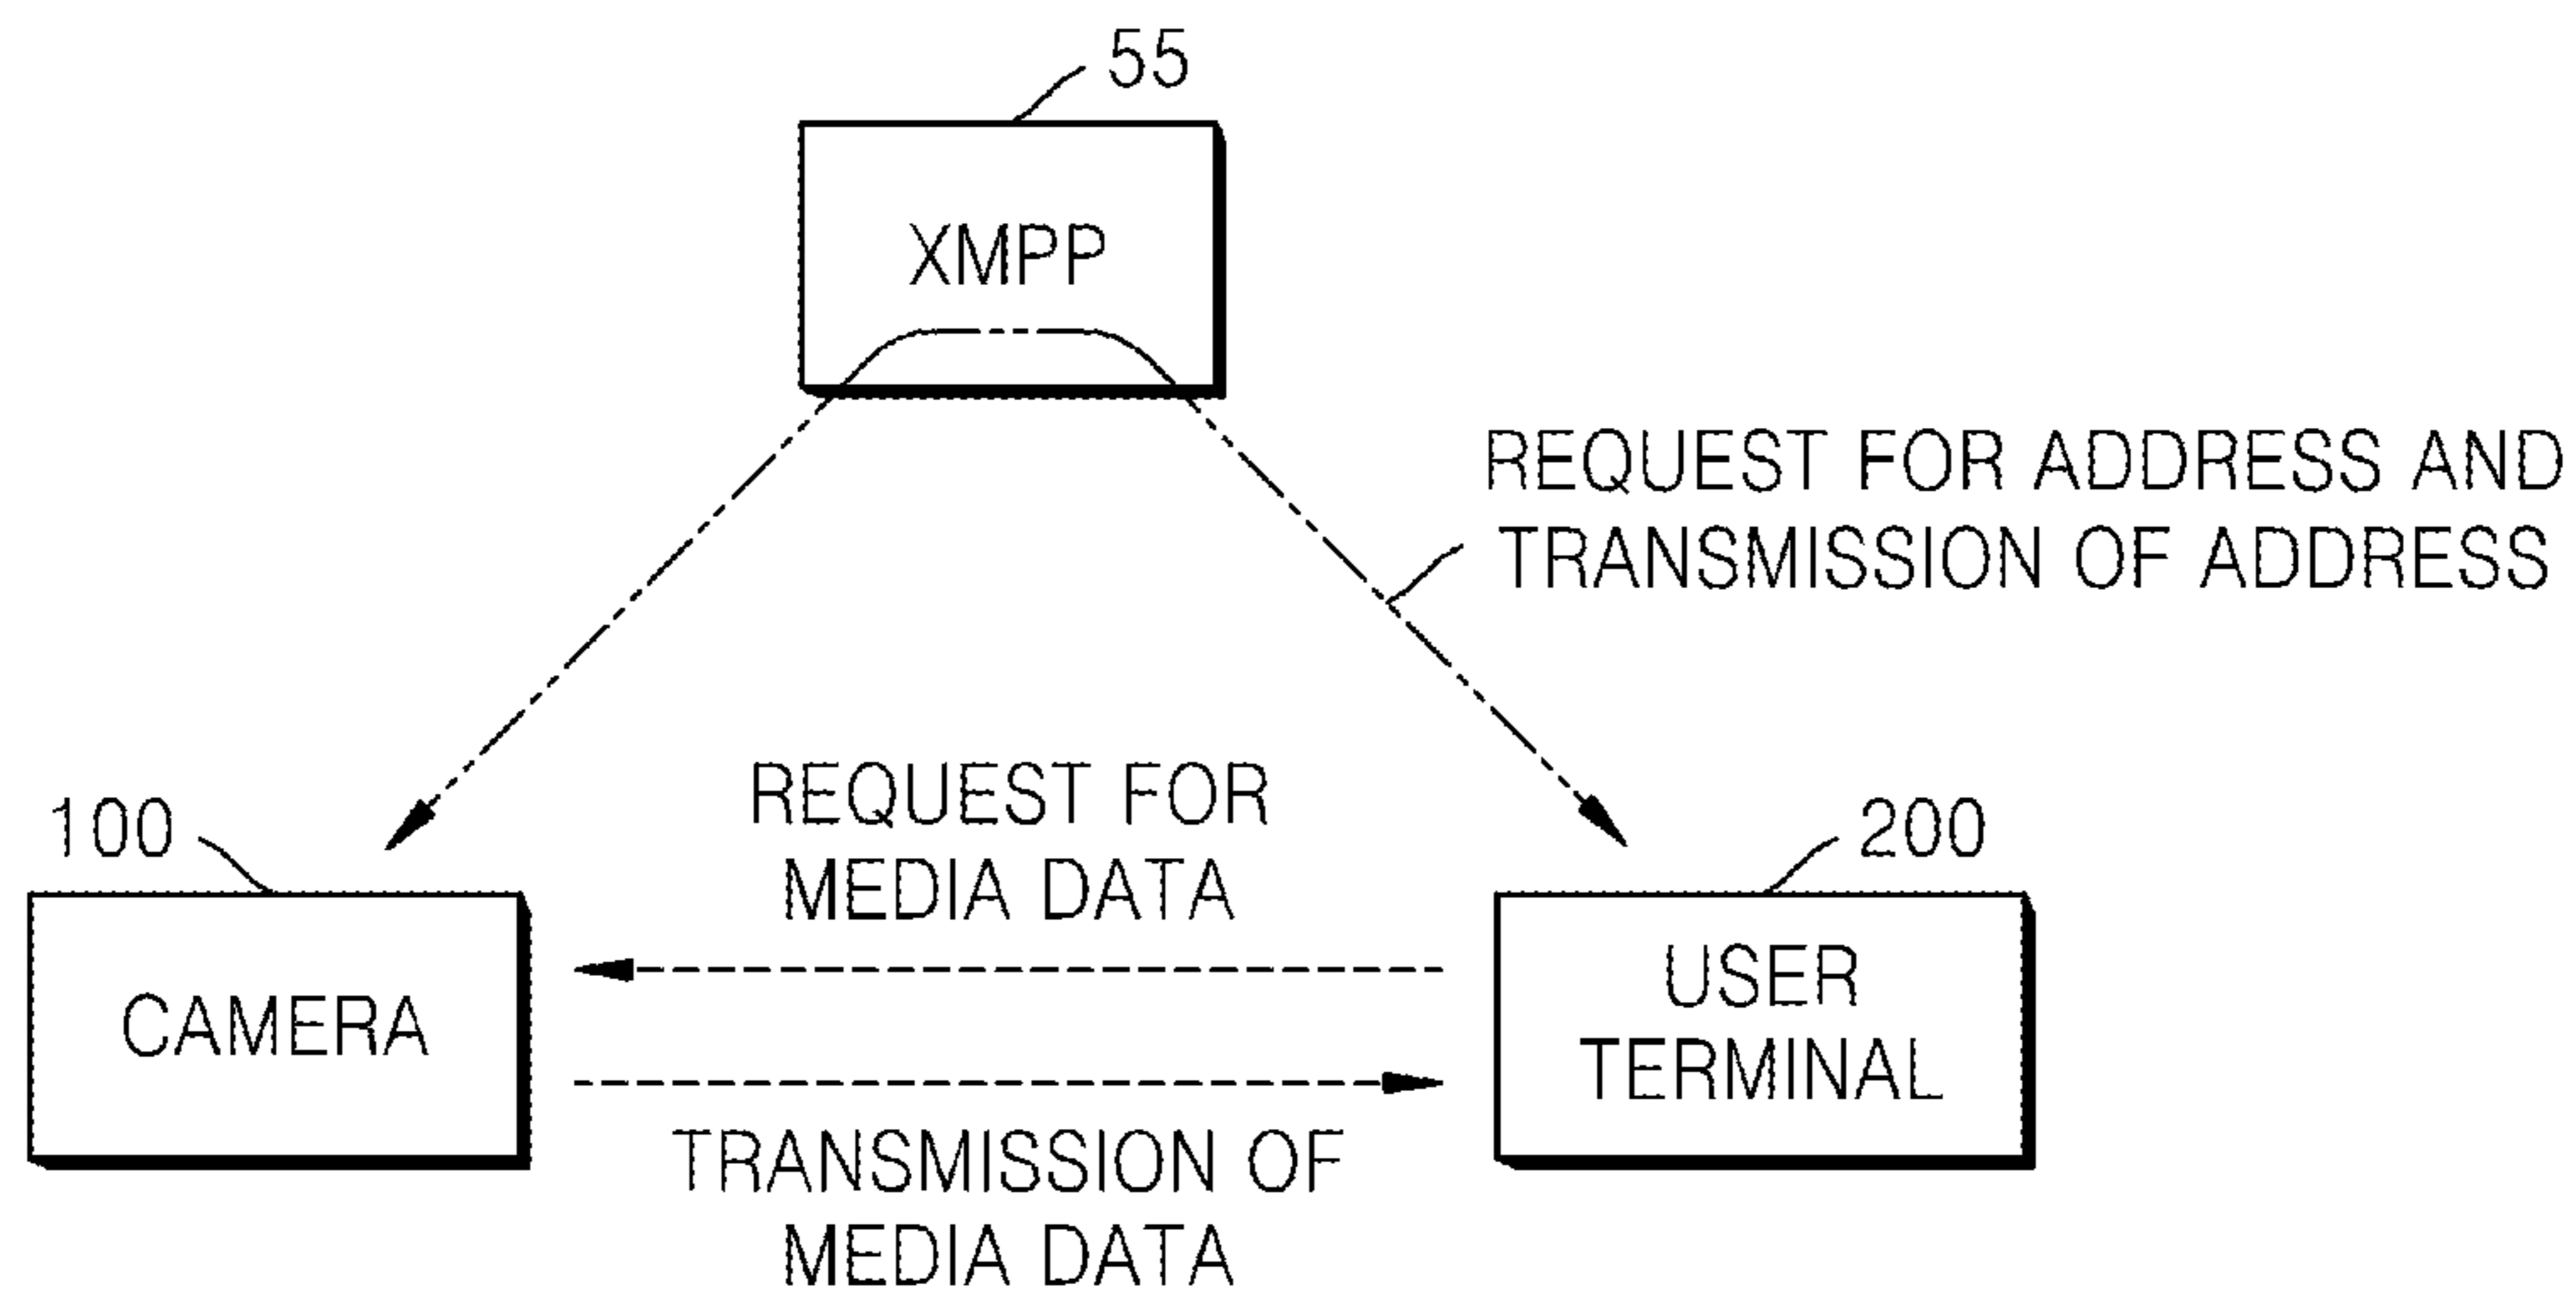 55
XMPP
REQUEST FOR ADDRESS AND
TRANSMISSION OF ADDRESS
REQUEST FOR
MEDIA DATA
100
200
CAMERA
USER
TERMINAL
TRANSMISSION OF
MEDIA DATA